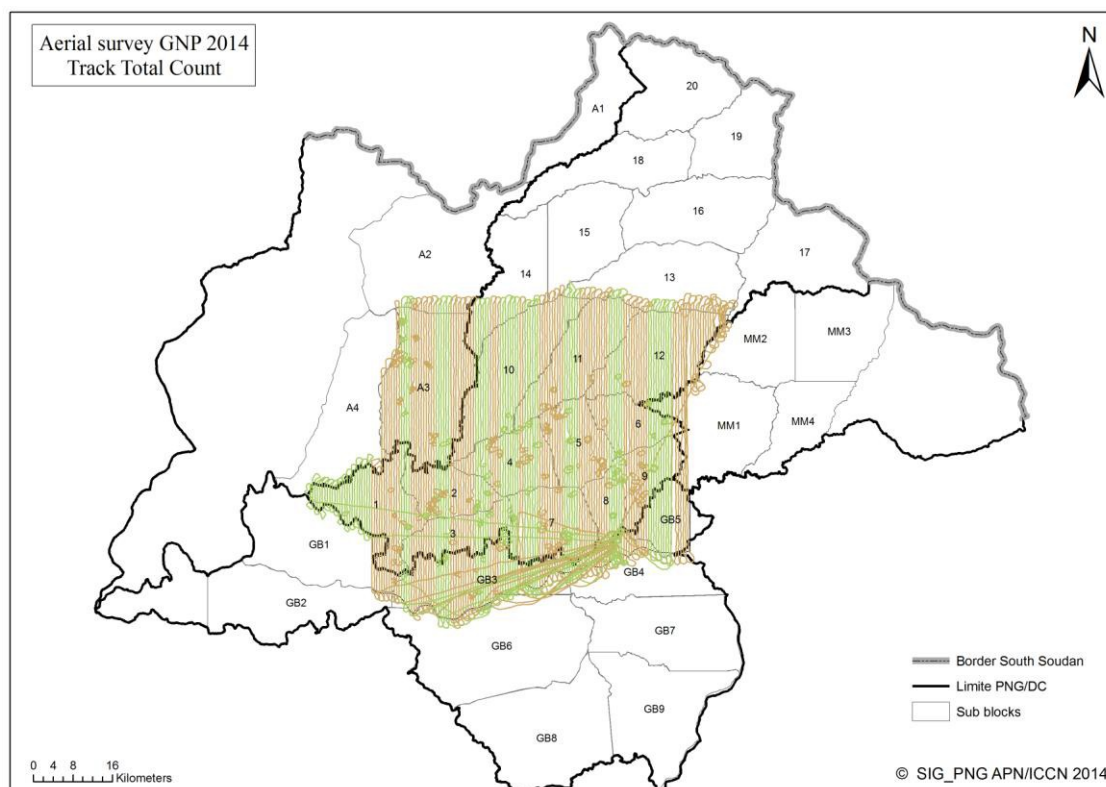 Aerial survey GNP 2014
Track Total Count
N
A1
20
19
18
16
15
A2
17
14
13
MM3
MM2
12
11
10
A3
A4
6
MM1
MM4
5
4
9
2
1
8
7
GB5
3
GB1
GB4
GB3
GB2
GB7
GB6
GB9
GB8
Border South Soudan
Limite PNG/DC
Sub blocks
0 4 8 16
Kilometers
© SIG_PNG APN/ICCN 2014